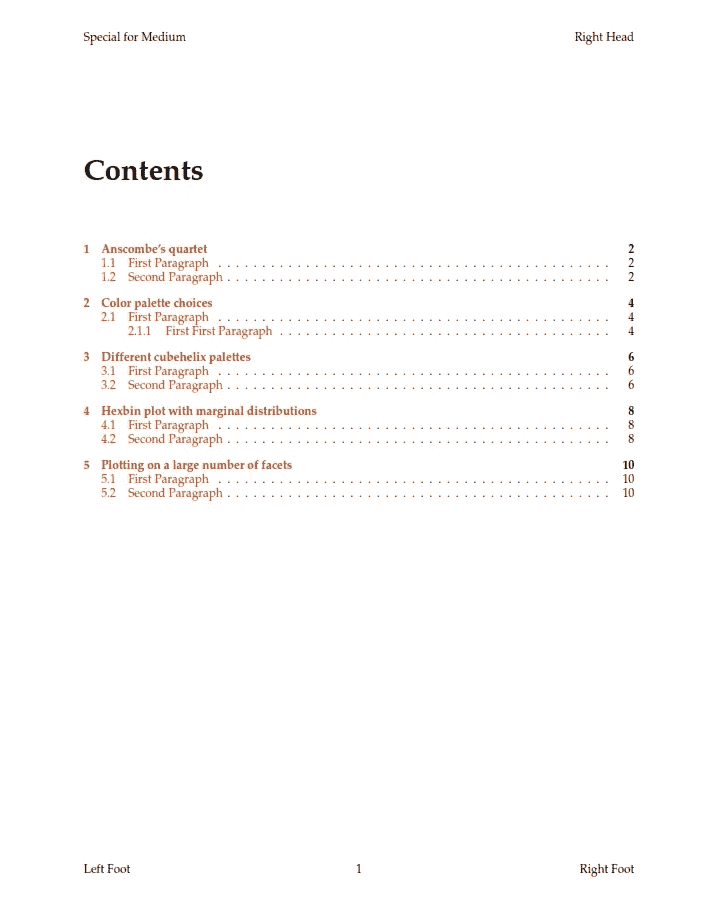 Special for Medium Right Head
Contents
1 Anscombe's quartet 2
1.1 First Paragraph . . . . . . . . . . . . . . . . . . . . . . . . . . . . . . . . . . . . . . . . . . . . 2
1.2 Second Paragraph . . . . . . . . . . . . . . . . . . . . . . . . . . . . . . . . . . . . . . . . . . . 2
2 Color palette choices 4
2.1 First Paragraph . . . . . . . . . . . . . . . . . . . . . . . . . . . . . . . . . . . . . . . . . . . . 4
2.1.1 First First Paragraph . . . . . . . . . . . . . . . . . . . . . . . . . . . . . . . . . . . . . . 4
3 Different cubehelix palettes 6
3.1 First Paragraph . . . . . . . . . . . . . . . . . . . . . . . . . . . . . . . . . . . . . . . . . . . . 6
3.2 Second Paragraph . . . . . . . . . . . . . . . . . . . . . . . . . . . . . . . . . . . . . . . . . . . 6
4 Hexbin plot with marginal distributions 8
4.1 First Paragraph . . . . . . . . . . . . . . . . . . . . . . . . . . . . . . . . . . . . . . . . . . . . 8
4.2 Second Paragraph . . . . . . . . . . . . . . . . . . . . . . . . . . . . . . . . . . . . . . . . . . . 8
5 Plotting on a large number of facets 10
5.1 First Paragraph . . . . . . . . . . . . . . . . . . . . . . . . . . . . . . . . . . . . . . . . . . . . 10
5.2 Second Paragraph . . . . . . . . . . . . . . . . . . . . . . . . . . . . . . . . . . . . . . . . . . . 10
Left Foot 1 Right Foot